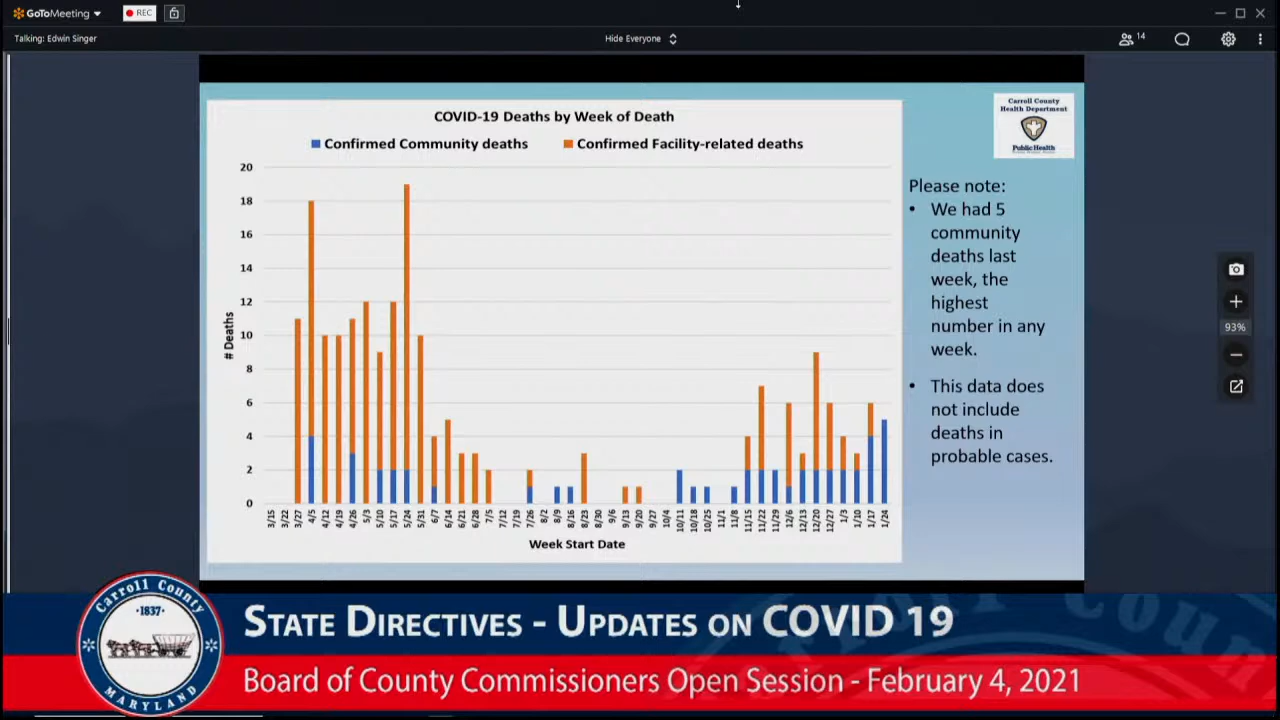 GoToMeeting
REC
Talking: Edwin Singer
Hide Everyone
14
COVID-19 Deaths by Week of Death
Confirmed Community deaths
Confirmed Facility-related deaths
20
18
16
14
12
10
8
6
4
2
0
# Deaths
3/15 3/22 3/27 4/5 4/12 4/19 4/26 5/3 5/10 5/17 5/24 5/31 6/7 6/14 6/21 6/28 7/5 7/12 7/19 7/26 8/2 8/9 8/16 8/23 8/30 9/6 9/13 9/20 9/27 10/4 10/11 10/18 10/25 11/1 11/8 11/15 11/22 11/29 12/6 12/13 12/20 12/27 1/3 1/10 1/17 1/24
Week Start Date
Carroll County
Health Department
Public Health
Please note:
• We had 5
community
deaths last
week, the
highest
number in any
week.
• This data does
not include
deaths in
probable cases.
93%
Carroll County
·1837·
MARYLAND
STATE DIRECTIVES - UPDATES ON COVID 19
Board of County Commissioners Open Session - February 4, 2021